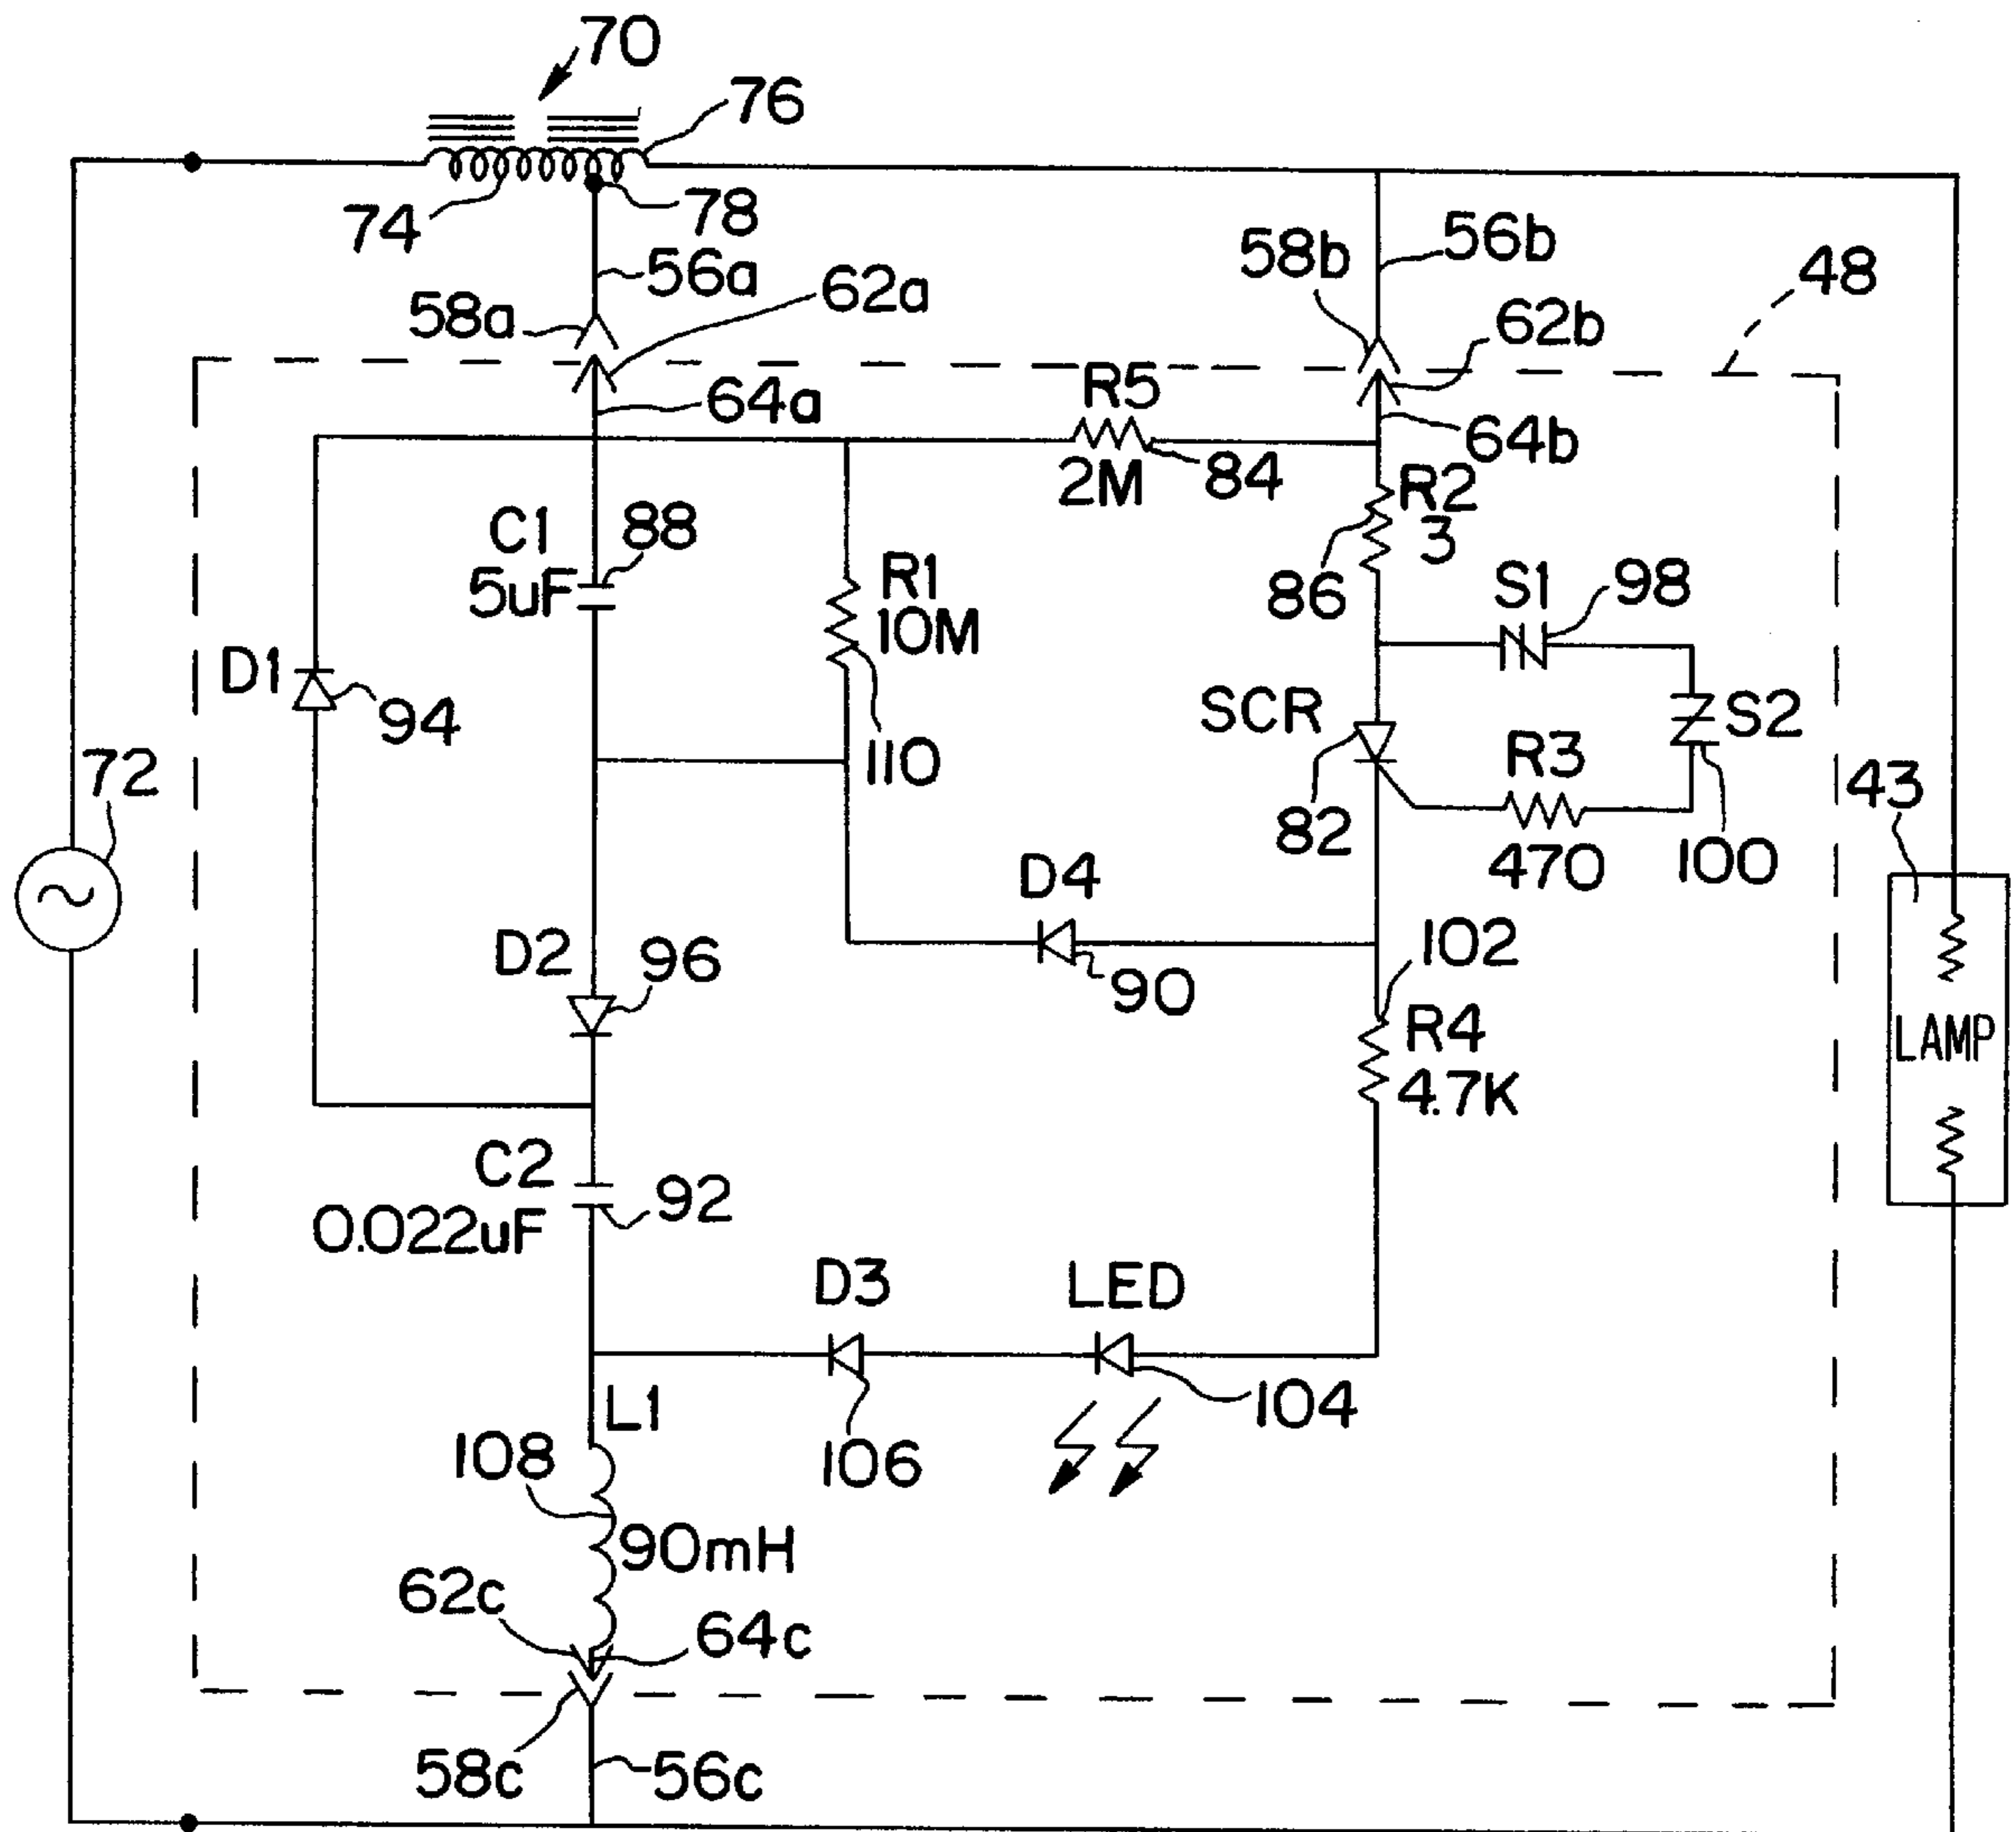 70
76
74
78
56a
58b
56b
48
58a
62a
62b
64a
R5
64b
2M
84
R2
3
C1
88
5uF
R1
10M
86
S1
98
D1
94
SCR
S2
110
R3
72
82
43
470
100
D4
D2
96
90
102
R4
4.7K
LAMP
C2
92
0.022uF
D3
LED
L1
104
108
106
90mH
62c
64c
58c
56c